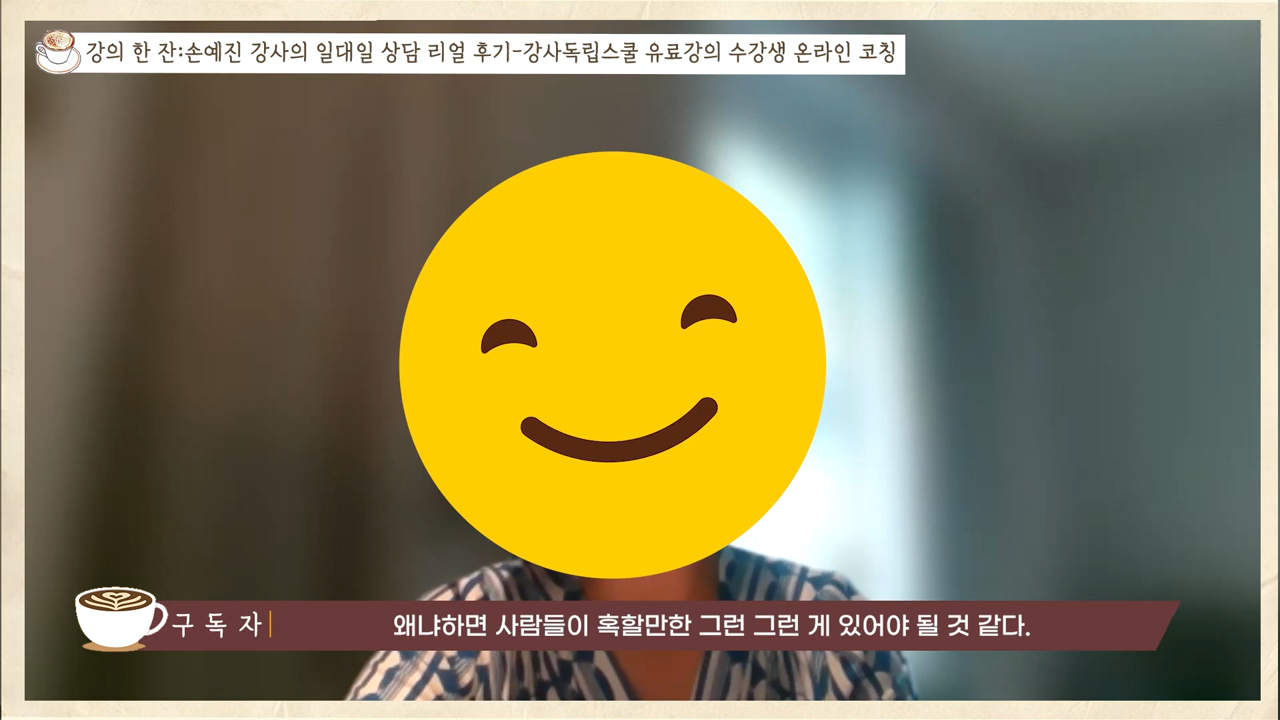 강의 한 잔:손예진 강사의 일대일 상담 리얼 후기-강사독립스쿨 유료강의 수강생 온라인 코칭
구독자
왜냐하면 사람들이 혹할만한 그런 그런 게 있어야 될 것 같다.